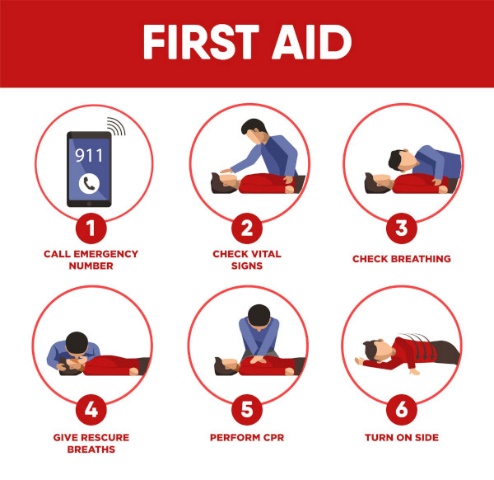 FIRST AID
911
1
CALL EMERGENCY
NUMBER
2
CHECK VITAL
SIGNS
3
CHECK BREATHING
4
GIVE RESCURE
BREATHS
5
PERFORM CPR
6
TURN ON SIDE